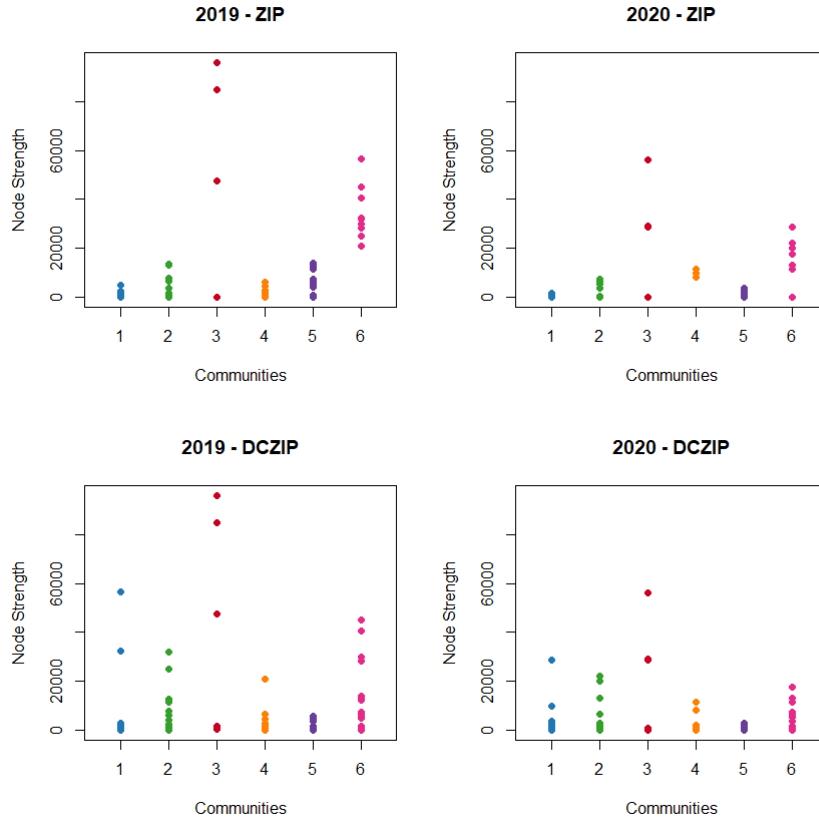 2019 - ZIP
Node Strength
60000
20000
0
1 2 3 4 5 6
Communities
2020 - ZIP
Node Strength
60000
20000
0
1 2 3 4 5 6
Communities
2019 - DCZIP
Node Strength
60000
20000
0
1 2 3 4 5 6
Communities
2020 - DCZIP
Node Strength
60000
20000
0
1 2 3 4 5 6
Communities